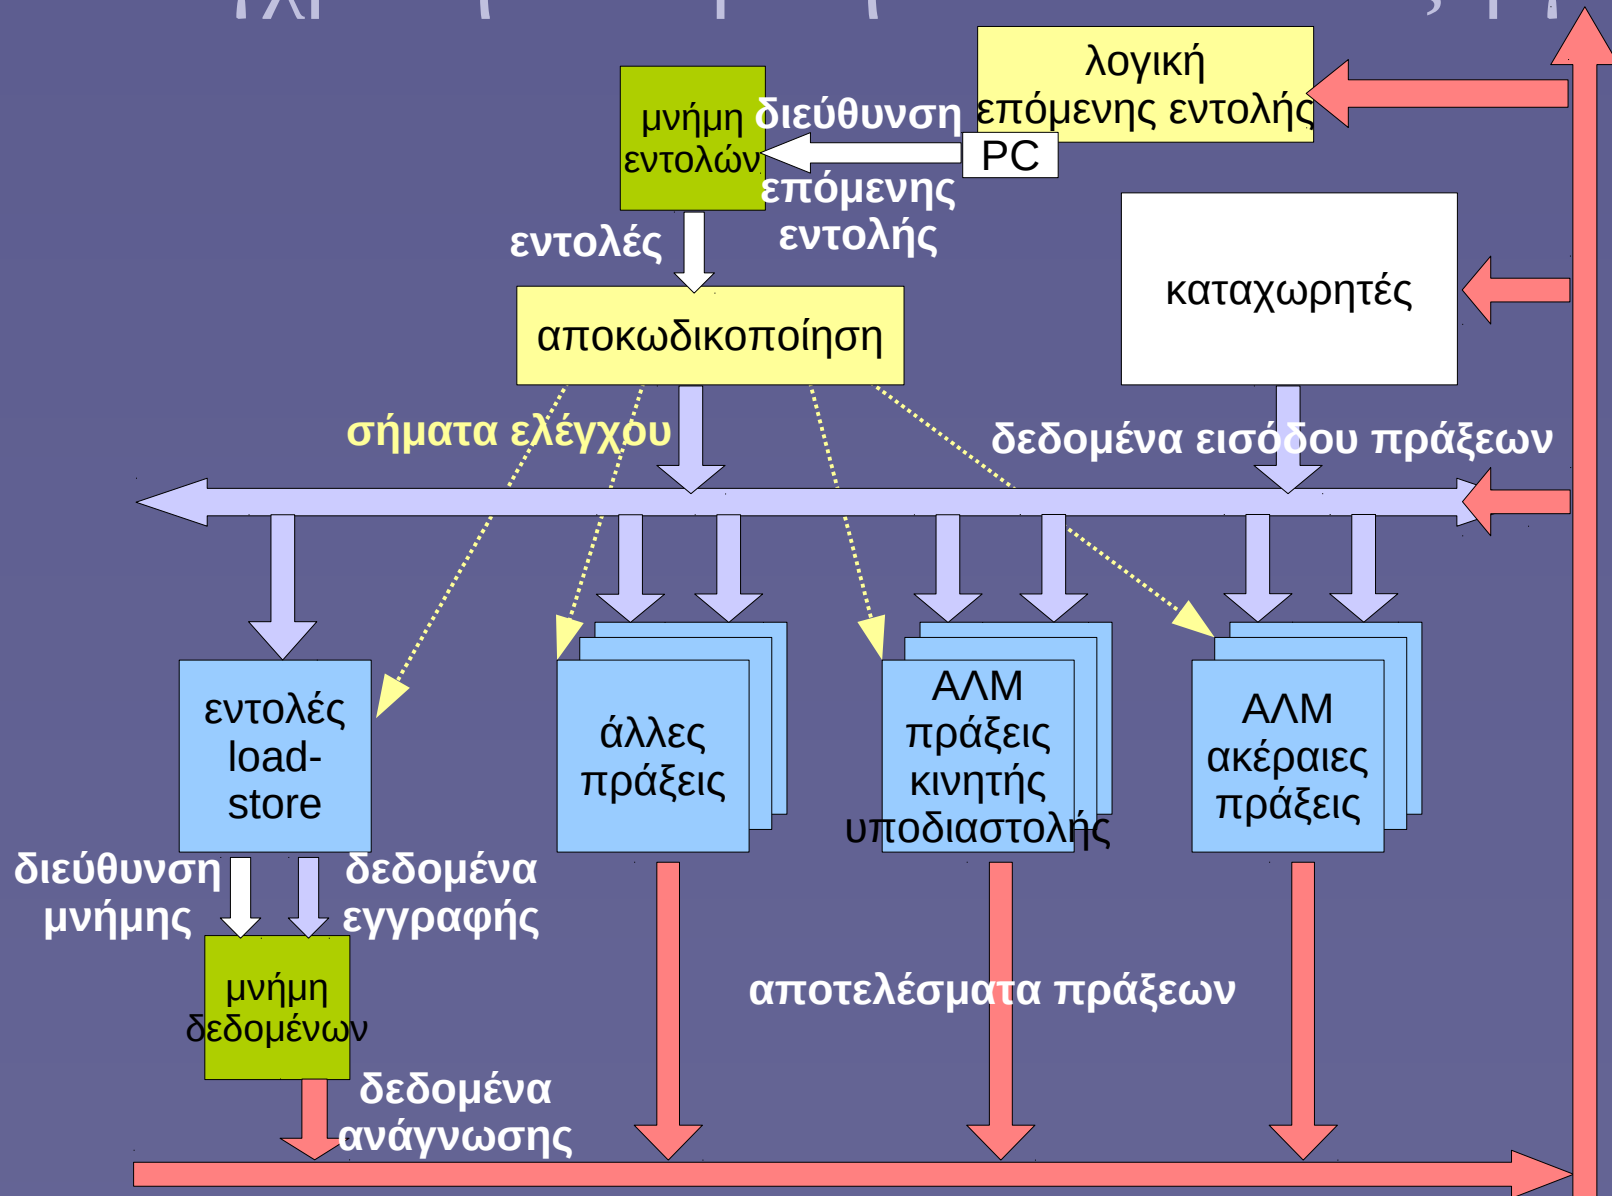 λογική
επόμενης εντολής
PC
μνήμη
εντολών
διεύθυνση
επόμενης
εντολής
εντολές
αποκωδικοποίηση
καταχωρητές
σήματα ελέγχου
δεδομένα εισόδου πράξεων
εντολές
load-
store
άλλες
πράξεις
ΑΛΜ
πράξεις
κινητής
υποδιαστολής
ΑΛΜ
ακέραιες
πράξεις
διεύθυνση
μνήμης
δεδομένα
εγγραφής
μνήμη
δεδομένων
αποτελέσματα πράξεων
δεδομένα
ανάγνωσης